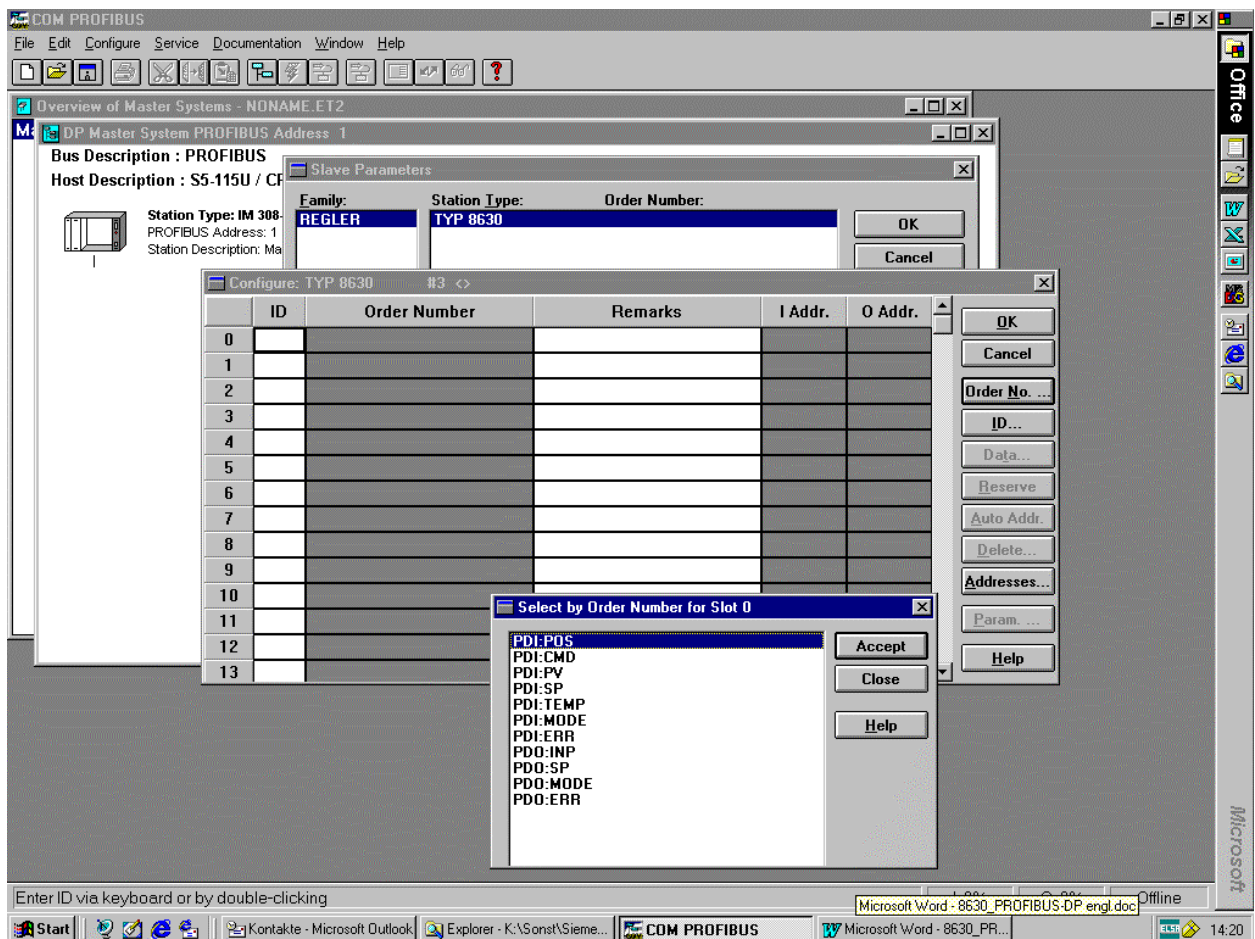 COM PROFIBUS
File Edit Configure Service Documentation Window Help
Overview of Master Systems - NONAME.ET2
DP Master System PROFIBUS Address 1
Bus Description : PROFIBUS
Host Description : S5-115U / CP
Station Type: IM 308-
PROFIBUS Address: 1
Station Description: Ma
Slave Parameters
Family: Station Type: Order Number:
REGLER TYP 8630
OK
Cancel
Configure: TYP 8630 #3 <>
ID Order Number Remarks I Addr. O Addr.
0
1
2
3
4
5
6
7
8
9
10
11
12
13
OK
Cancel
Order No. ...
ID...
Data...
Reserve
Auto Addr.
Delete...
Addresses...
Param. ...
Help
Select by Order Number for Slot 0
PDI:POS
PDI:CMD
PDI:PV
PDI:SP
PDI:TEMP
PDI:MODE
PDI:ERR
PDO:INP
PDO:SP
PDO:MODE
PDO:ERR
Accept
Close
Help
Office
Microsoft
Enter ID via keyboard or by double-clicking
Offline
Microsoft Word - 8630_PROFIBUS-DP engl.doc
Start Kontakte - Microsoft Outlook Explorer - K:\Sonst\Sieme... COM PROFIBUS Microsoft Word - 8630_PR... 14:20